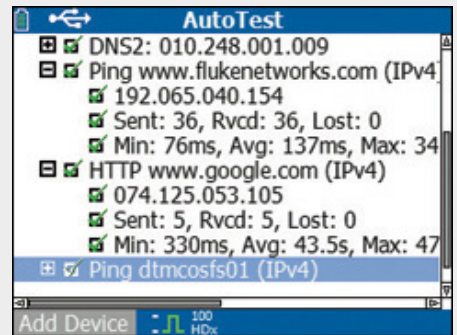 AutoTest
DNS2: 010.248.001.009
Ping www.flukenetworks.com (IPv4
192.065.040.154
Sent: 36, Rvcd: 36, Lost: 0
Min: 76ms, Avg: 137ms, Max: 34
HTTP www.google.com (IPv4)
074.125.053.105
Sent: 5, Rvcd: 5, Lost: 0
Min: 330ms, Avg: 43.5s, Max: 47
Ping dtmcosfs01 (IPv4)
Add Device
100
HDx